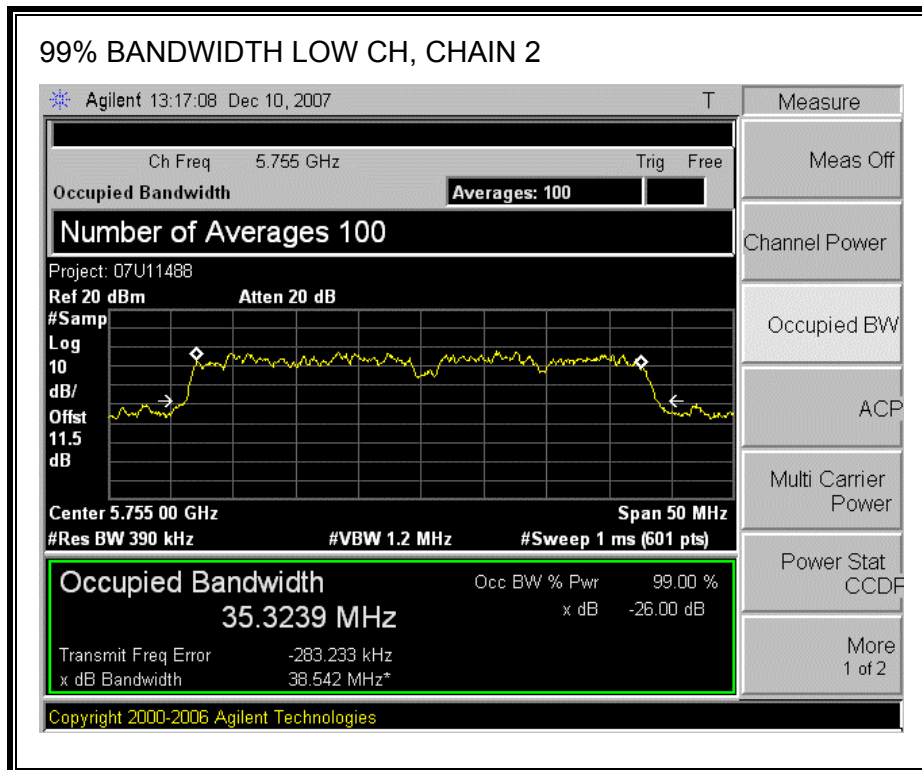 99% BANDWIDTH LOW CH, CHAIN 2
Agilent 13:17:08 Dec 10, 2007 T
Measure
Ch Freq 5.755 GHz Trig Free
Occupied Bandwidth Averages: 100
Number of Averages 100
Project: 07U11488
Ref 20 dBm Atten 20 dB
#Samp
Log
10
dB/
Offst
11.5
dB
Center 5.755 00 GHz Span 50 MHz
#Res BW 390 kHz #VBW 1.2 MHz #Sweep 1 ms (601 pts)
Occupied Bandwidth Occ BW % Pwr 99.00 %
35.3239 MHz x dB -26.00 dB
Transmit Freq Error -283.233 kHz
x dB Bandwidth 38.542 MHz*
Copyright 2000-2006 Agilent Technologies
Meas Off
Channel Power
Occupied BW
ACP
Multi Carrier
Power
Power Stat
CCDF
More
1 of 2